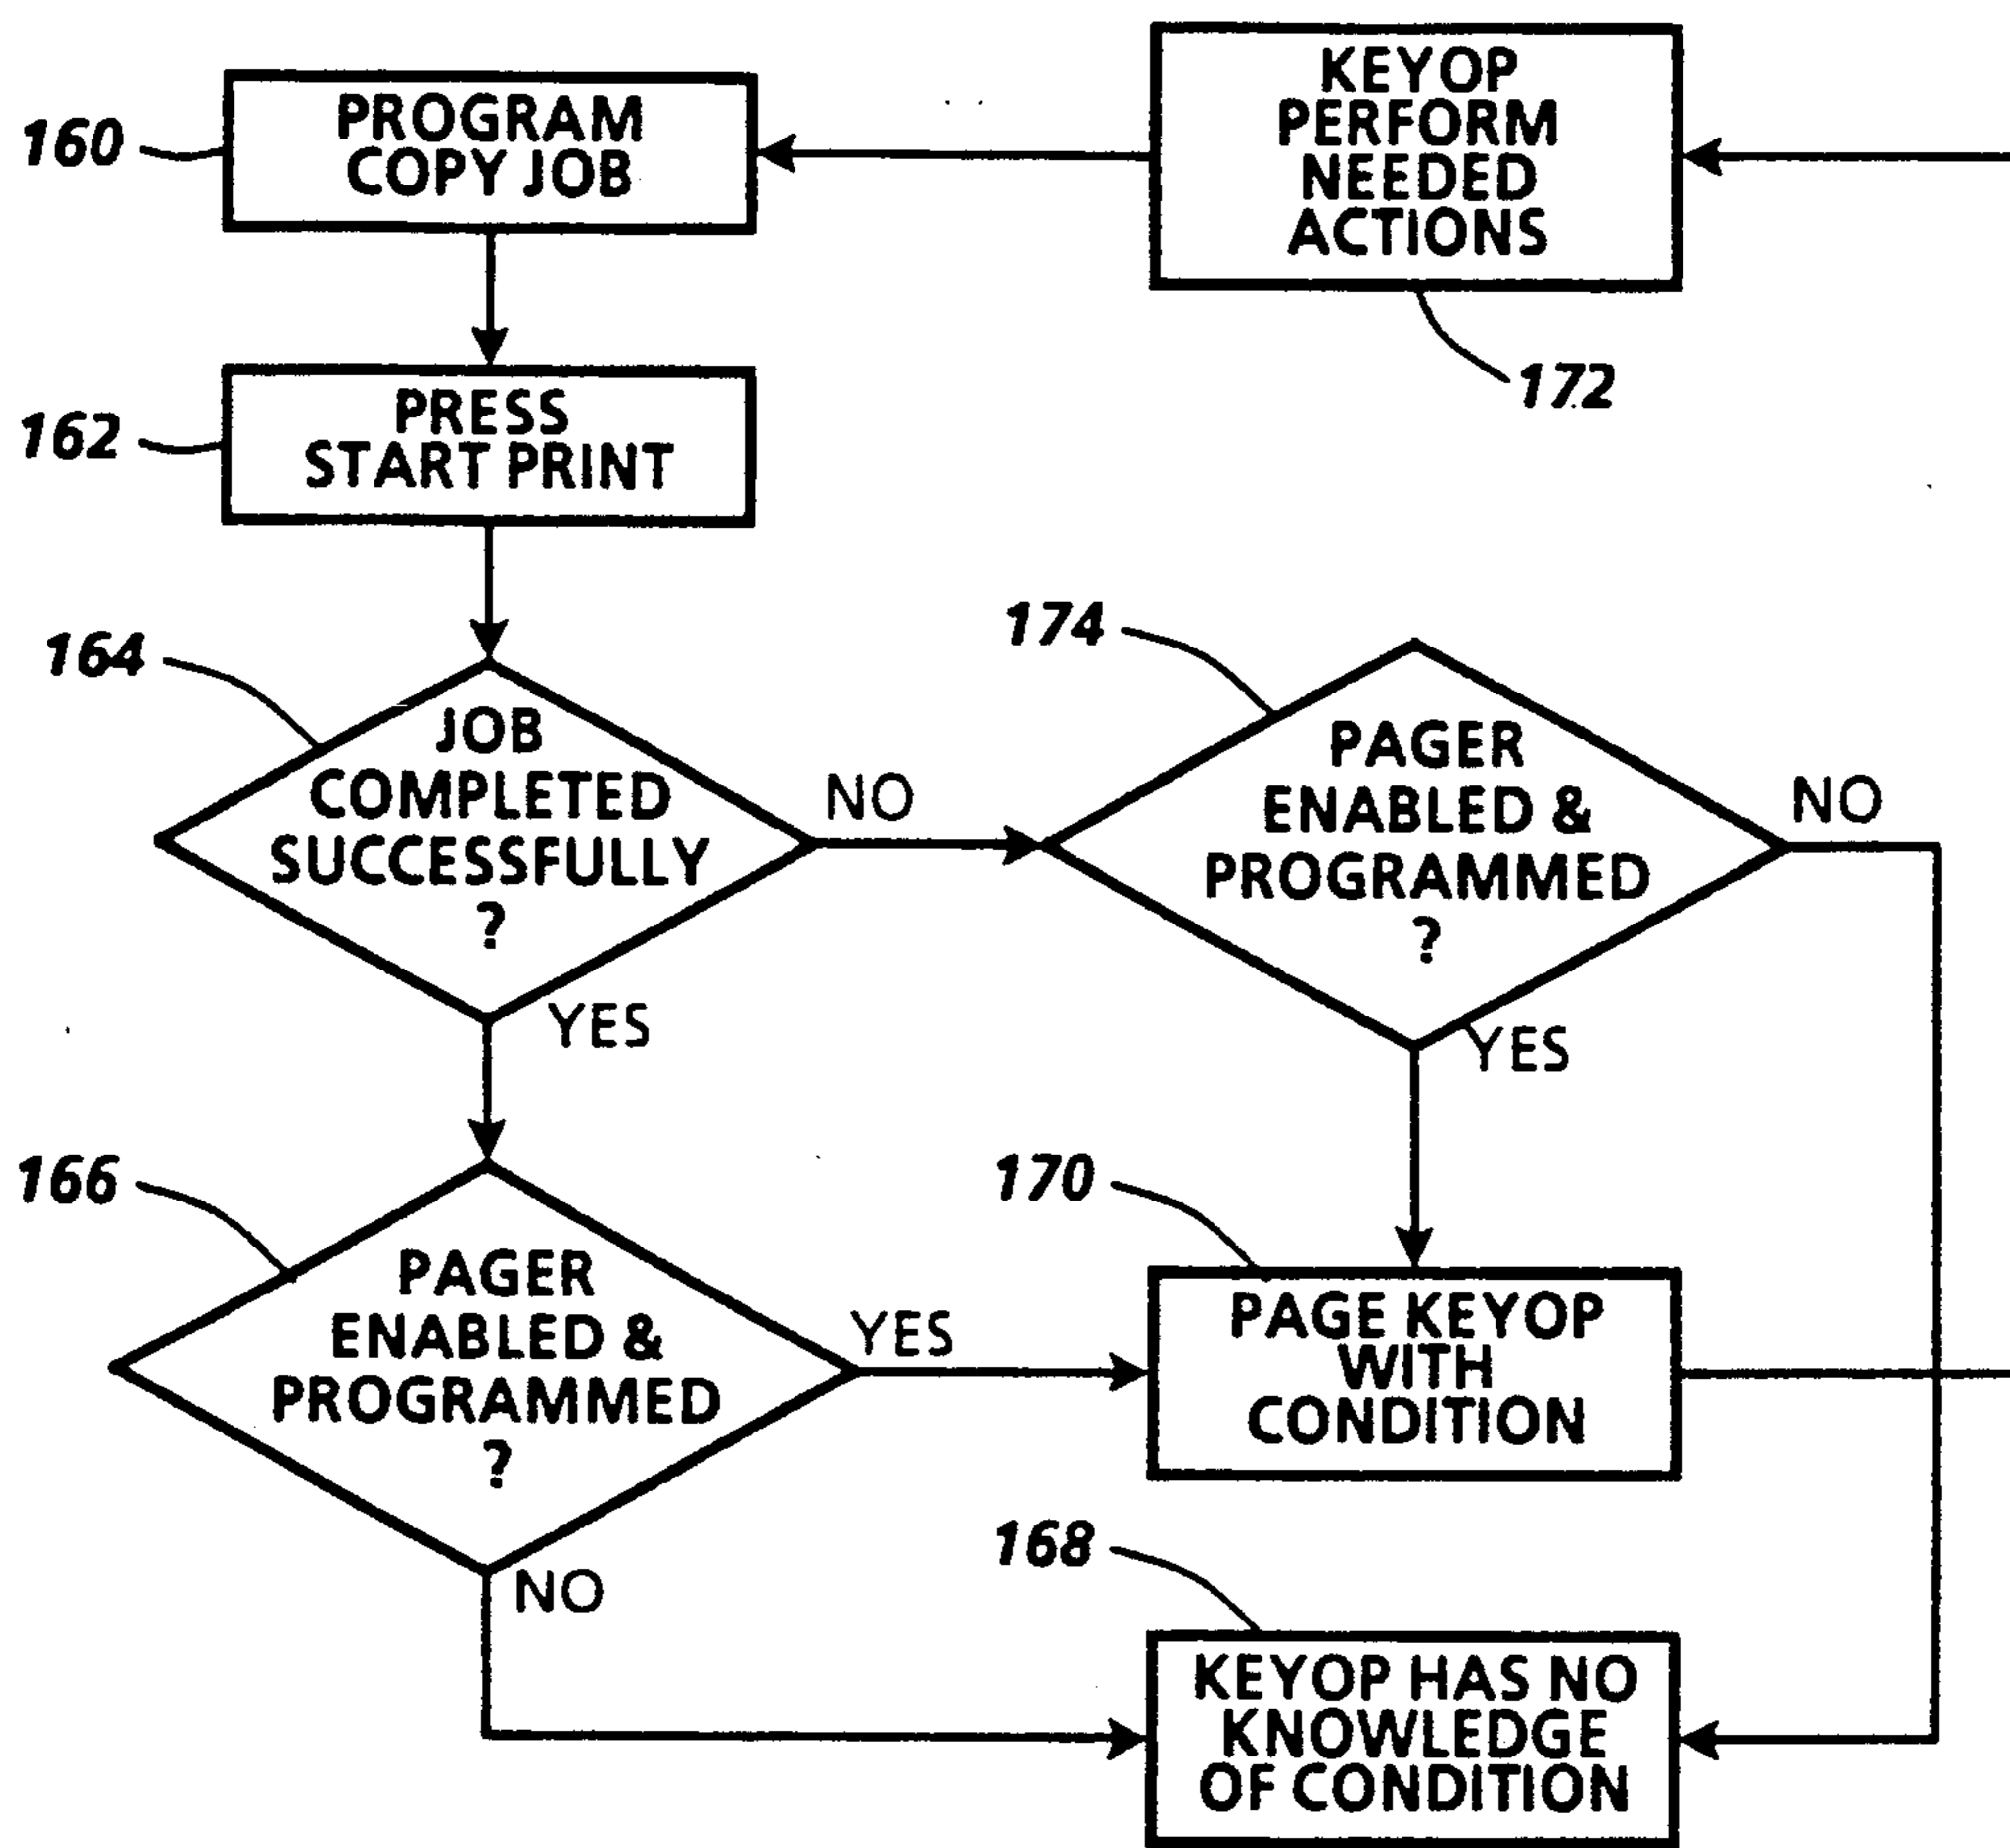 160
PROGRAM
COPY JOB
KEYOP
PERFORM
NEEDED
ACTIONS
172
162
PRESS
START PRINT
164
JOB
COMPLETED
SUCCESSFULLY
?
NO
YES
174
PAGER
ENABLED &
PROGRAMMED
?
NO
YES
166
PAGER
ENABLED &
PROGRAMMED
?
YES
NO
170
PAGE KEYOP
WITH
CONDITION
168
KEYOP HAS NO
KNOWLEDGE
OF CONDITION